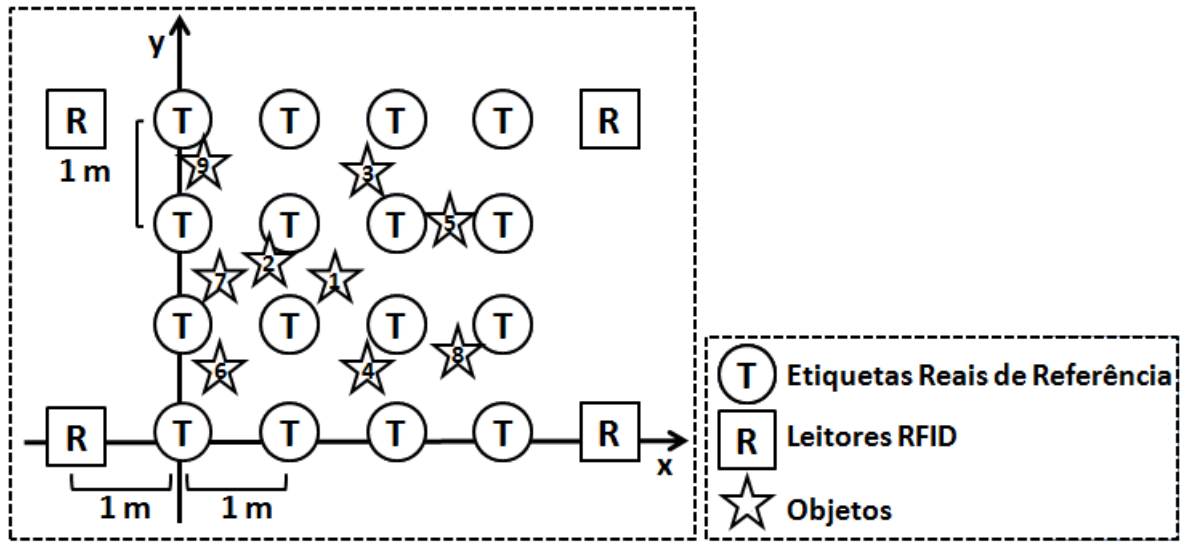 y
R T T T T R
1 m
9 3
T T T 5 T
7 2 1
T T T T
6 4 8
R T T T T R
x
1 m 1 m
T Etiquetas Reais de Referência
R Leitores RFID
Objetos